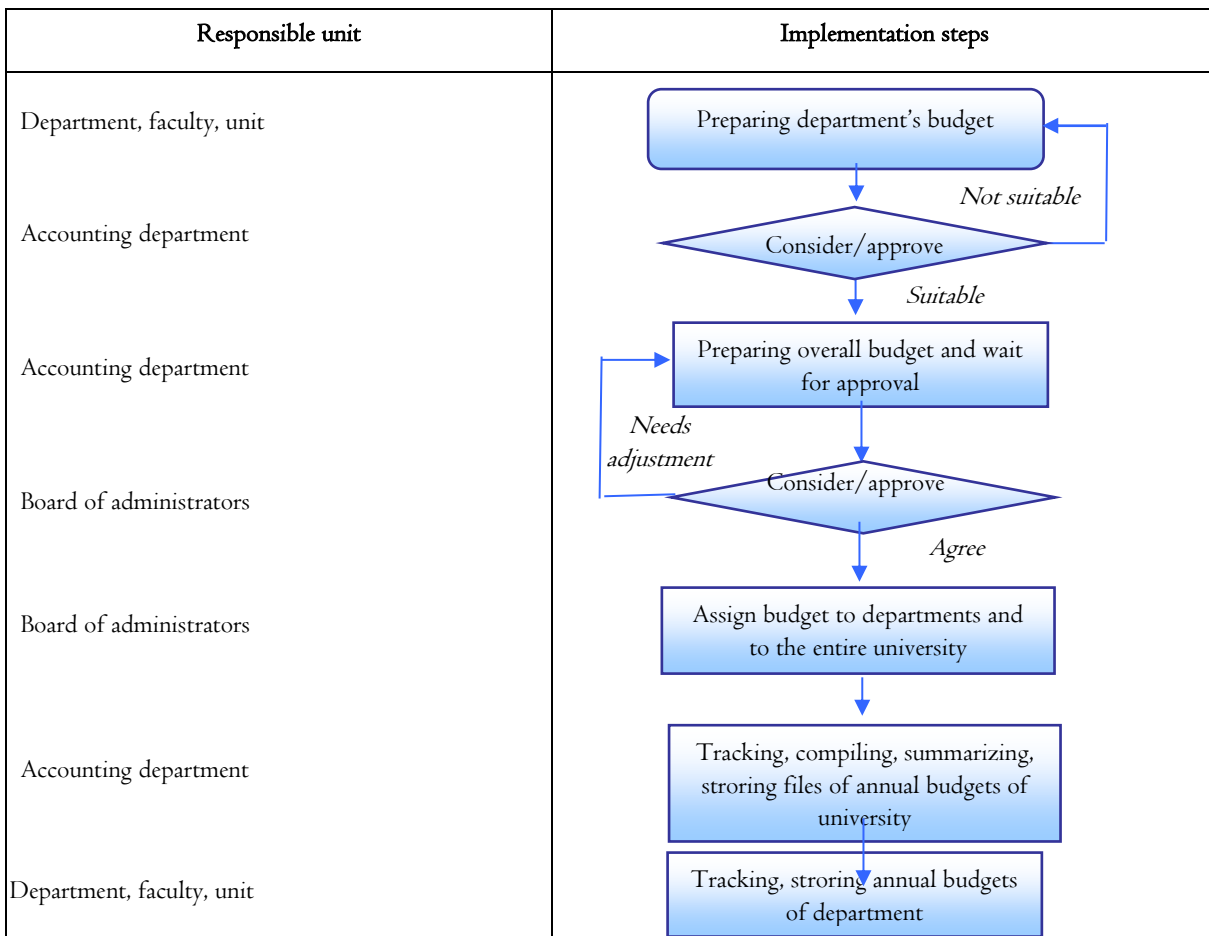 Responsible unit
Implementation steps
Department, faculty, unit
Preparing department’s budget
Not suitable
Accounting department
Consider/approve
Suitable
Accounting department
Preparing overall budget and wait
for approval
Needs
adjustment
Board of administrators
Consider/approve
Agree
Board of administrators
Assign budget to departments and
to the entire university
Accounting department
Tracking, compiling, summarizing,
stroring files of annual budgets of
university
Department, faculty, unit
Tracking, stroring annual budgets
of department